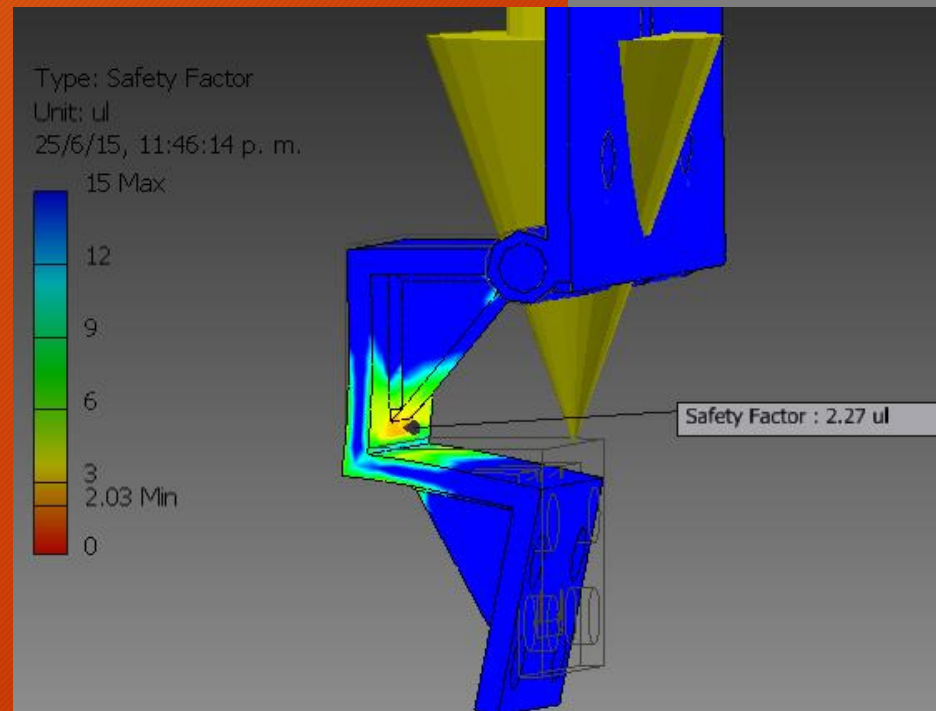 Type: Safety Factor
Unit: ul
25/6/15, 11:46:14 p. m.
15 Max
12
9
6
3
2.03 Min
0
Safety Factor : 2.27 ul